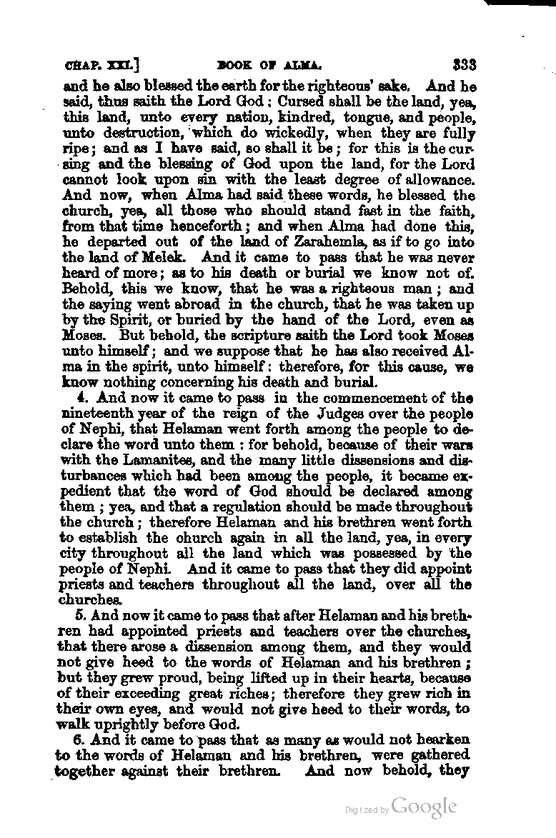 CHAP. XXI.] BOOK OF ALMA. 333
and he also blessed the earth for the righteous' sake. And he
said, thus saith the Lord God: Cursed shall be the land, yea,
this land, unto every nation, kindred, tongue, and people,
unto destruction, which do wickedly, when they are fully
ripe; and as I have said, so shall it be; for this is the cur-
sing and the blessing of God upon the land, for the Lord
cannot look upon sin with the least degree of allowance.
And now, when Alma had said these words, he blessed the
church, yea, all those who should stand fast in the faith,
from that time henceforth; and when Alma had done this,
he departed out of the land of Zarahemla, as if to go into
the land of Melek. And it came to pass that he was never
heard of more; as to his death or burial we know not of.
Behold, this we know, that he was a righteous man; and
the saying went abroad in the church, that he was taken up
by the Spirit, or buried by the hand of the Lord, even as
Moses. But behold, the scripture saith the Lord took Moses
unto himself; and we suppose that he has also received Al-
ma in the spirit, unto himself: therefore, for this cause, we
know nothing concerning his death and burial.
4. And now it came to pass in the commencement of the
nineteenth year of the reign of the Judges over the people
of Nephi, that Helaman went forth among the people to de-
clare the word unto them: for behold, because of their wars
with the Lamanites, and the many little dissensions and dis-
turbances which had been among the people, it became ex-
pedient that the word of God should be declared among
them; yea, and that a regulation should be made throughout
the church; therefore Helaman and his brethren went forth
to establish the church again in all the land, yea, in every
city throughout all the land which was possessed by the
people of Nephi. And it came to pass that they did appoint
priests and teachers throughout all the land, over all the
churches.
5. And now it came to pass that after Helaman and his breth-
ren had appointed priests and teachers over the churches,
that there arose a dissension among them, and they would
not give heed to the words of Helaman and his brethren;
but they grew proud, being lifted up in their hearts, because
of their exceeding great riches; therefore they grew rich in
their own eyes, and would not give heed to their words, to
walk uprightly before God.
6. And it came to pass that as many as would not hearken
to the words of Helaman and his brethren, were gathered
together against their brethren. And now behold, they
Digitized by Google